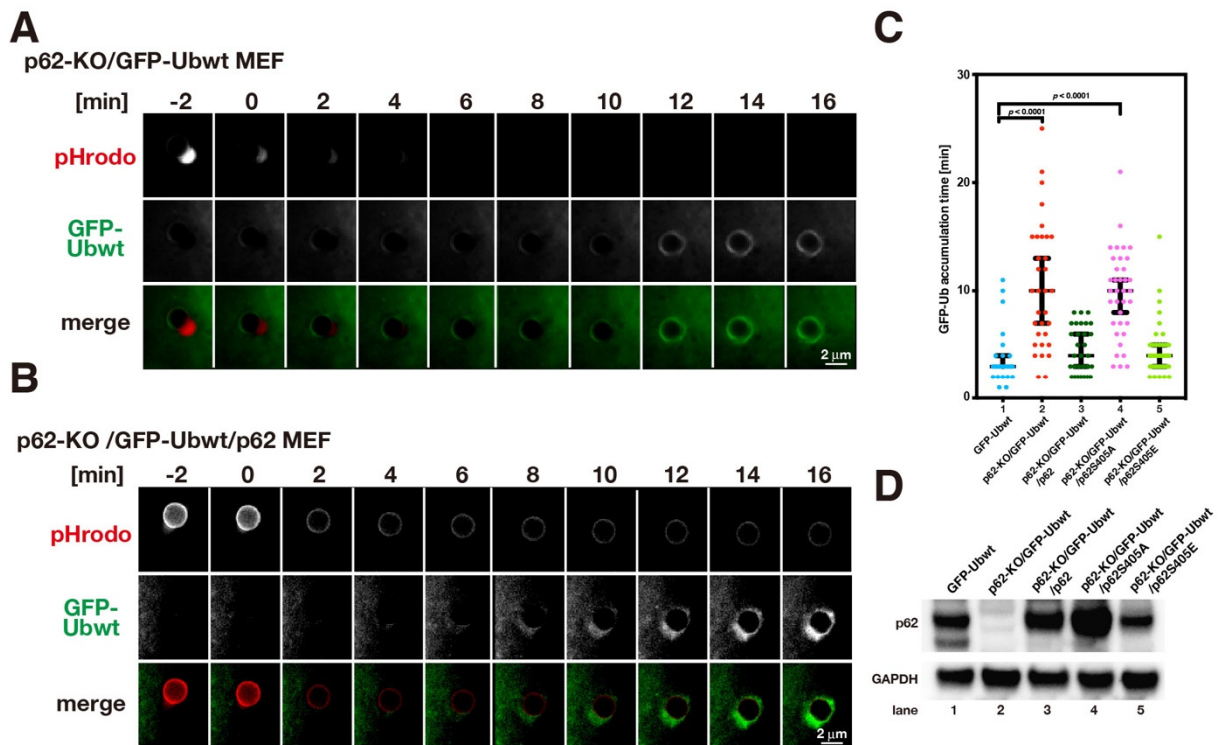 A
p62-KO/GFP-Ubwt MEF
[min] -2 0 2 4 6 8 10 12 14 16
pHrodo
GFP-
Ubwt
merge
2 μm
B
p62-KO /GFP-Ubwt/p62 MEF
[min] -2 0 2 4 6 8 10 12 14 16
pHrodo
GFP-
Ubwt
merge
2 μm
C
30
20
10
0
GFP-Ub accumulation time [min]
p < 0.0001
p < 0.0001
1 2 3 4 5
GFP-Ubwt
p62-KO/GFP-Ubwt
p62-KO/GFP-Ubwt
/p62
p62-KO/GFP-Ubwt
/p62S405A
p62-KO/GFP-Ubwt
/p62S405E
D
GFP-Ubwt
p62-KO/GFP-Ubwt
p62-KO/GFP-Ubwt
/p62
p62-KO/GFP-Ubwt
/p62S405A
p62-KO/GFP-Ubwt
/p62S405E
p62
GAPDH
lane 1 2 3 4 5